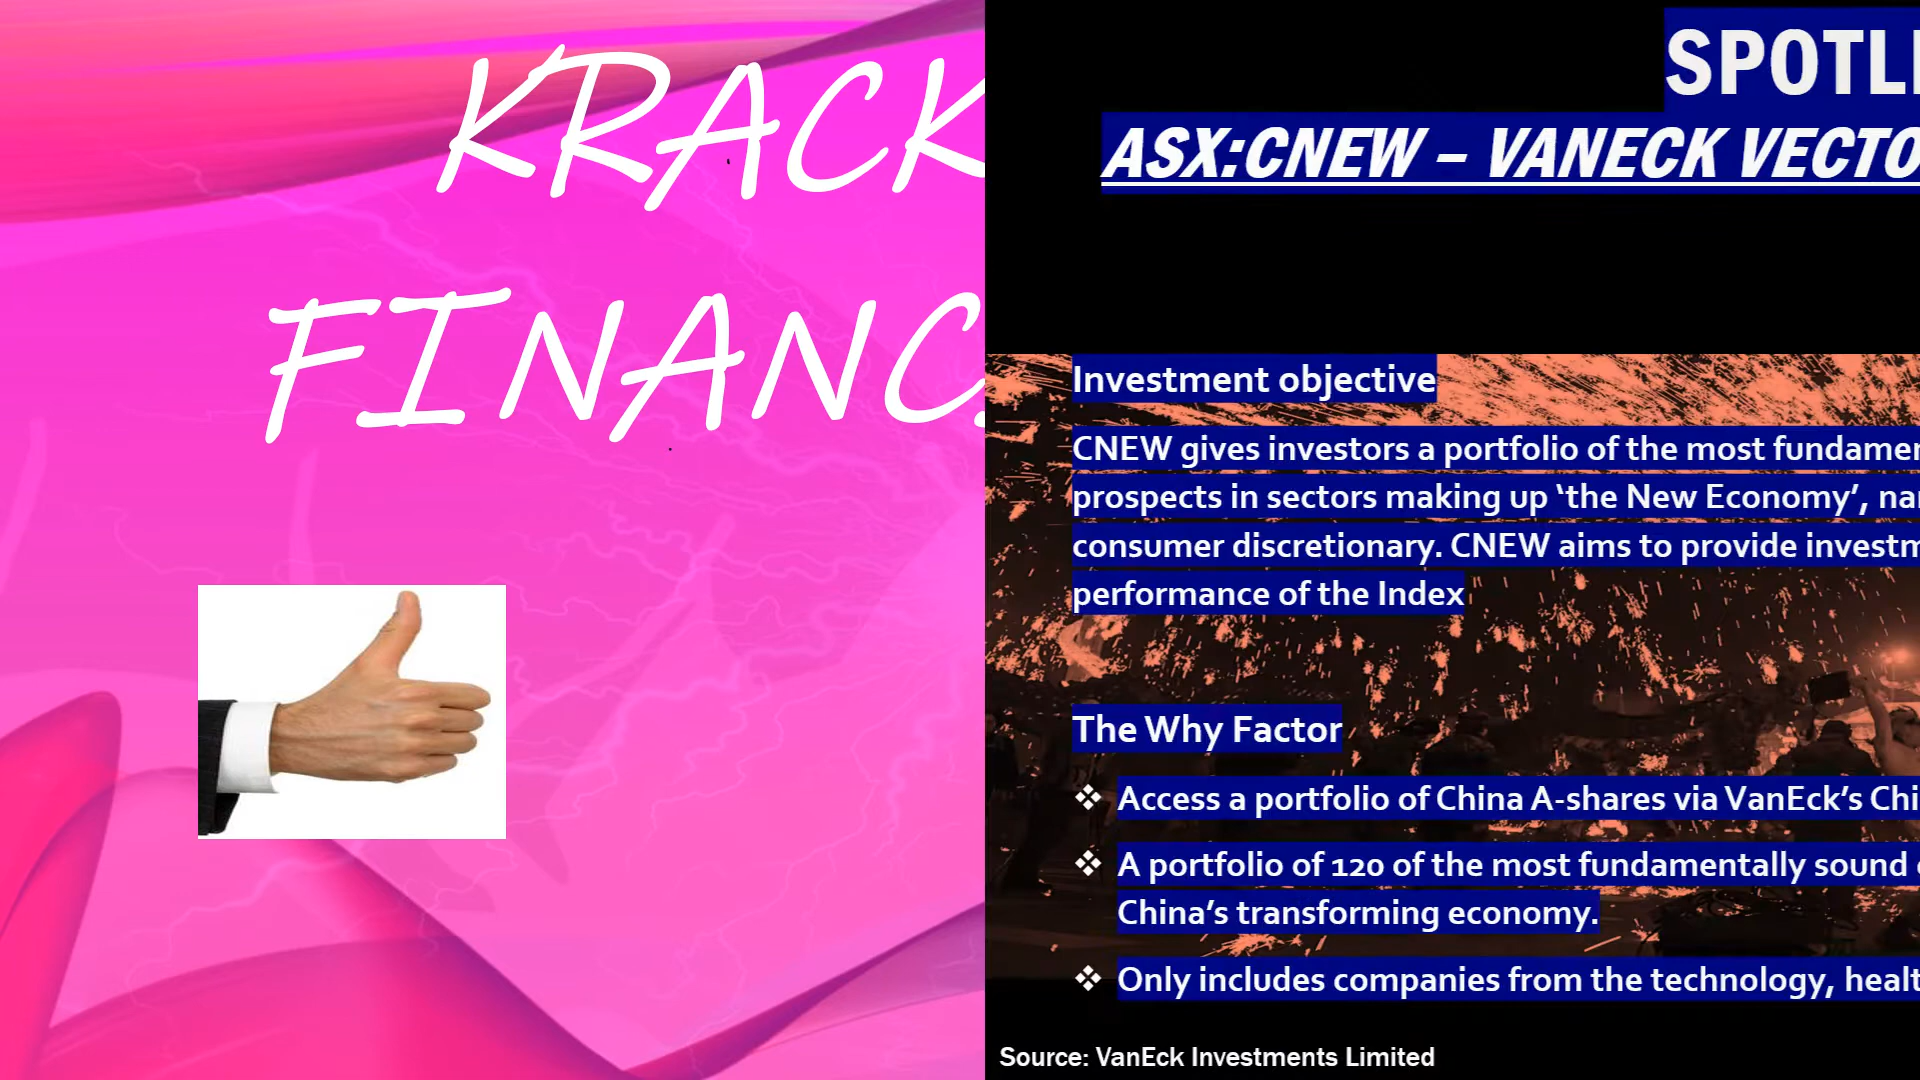 KRACK
FINANC
SPOTL
ASX:CNEW – VANECK VECTO
Investment objective
CNEW gives investors a portfolio of the most fundamen
prospects in sectors making up ‘the New Economy’, na
consumer discretionary. CNEW aims to provide investm
performance of the Index
The Why Factor
❖ Access a portfolio of China A-shares via VanEck’s Chi
❖ A portfolio of 120 of the most fundamentally sound
China’s transforming economy.
❖ Only includes companies from the technology, healt
Source: VanEck Investments Limited